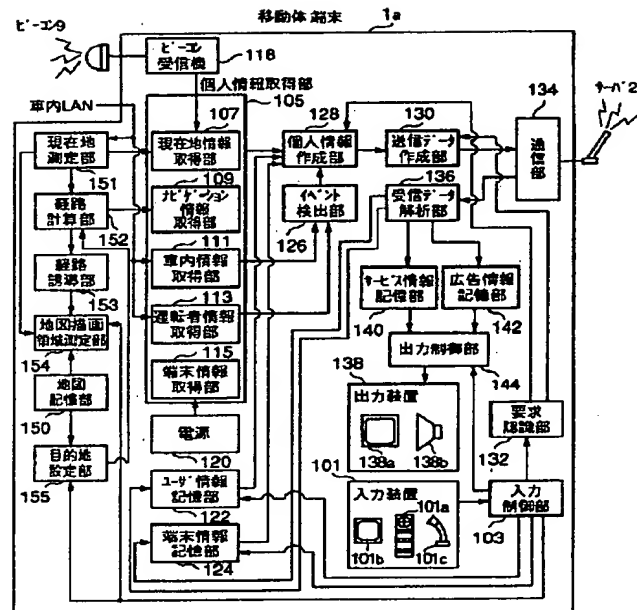 移動体端末
1a
ビーコン9
ビーコン
受信機
118
個人情報取得部
105
車内LAN
107
128
130
134
サーバ2
現在地
測定部
151
現在地情報
取得部
個人情報
作成部
送信データ
作成部
通信部
136
経路
計算部
152
109
ナビゲーション
情報
取得部
イベント
検出部
126
受信データ
解析部
経路
誘導部
153
111
車内情報
取得部
サービス情報
記憶部
140
広告情報
記憶部
142
113
運転者情報
取得部
地図描画
領域測定部
154
115
端末情報
取得部
出力制御部
144
138
出力装置
138a
138b
地図
記憶部
150
電源
120
要求
認識部
132
目的地
設定部
155
ユーザ情報
記憶部
122
101
入力装置
101a
101b
101c
入力
制御部
103
端末情報
記憶部
124